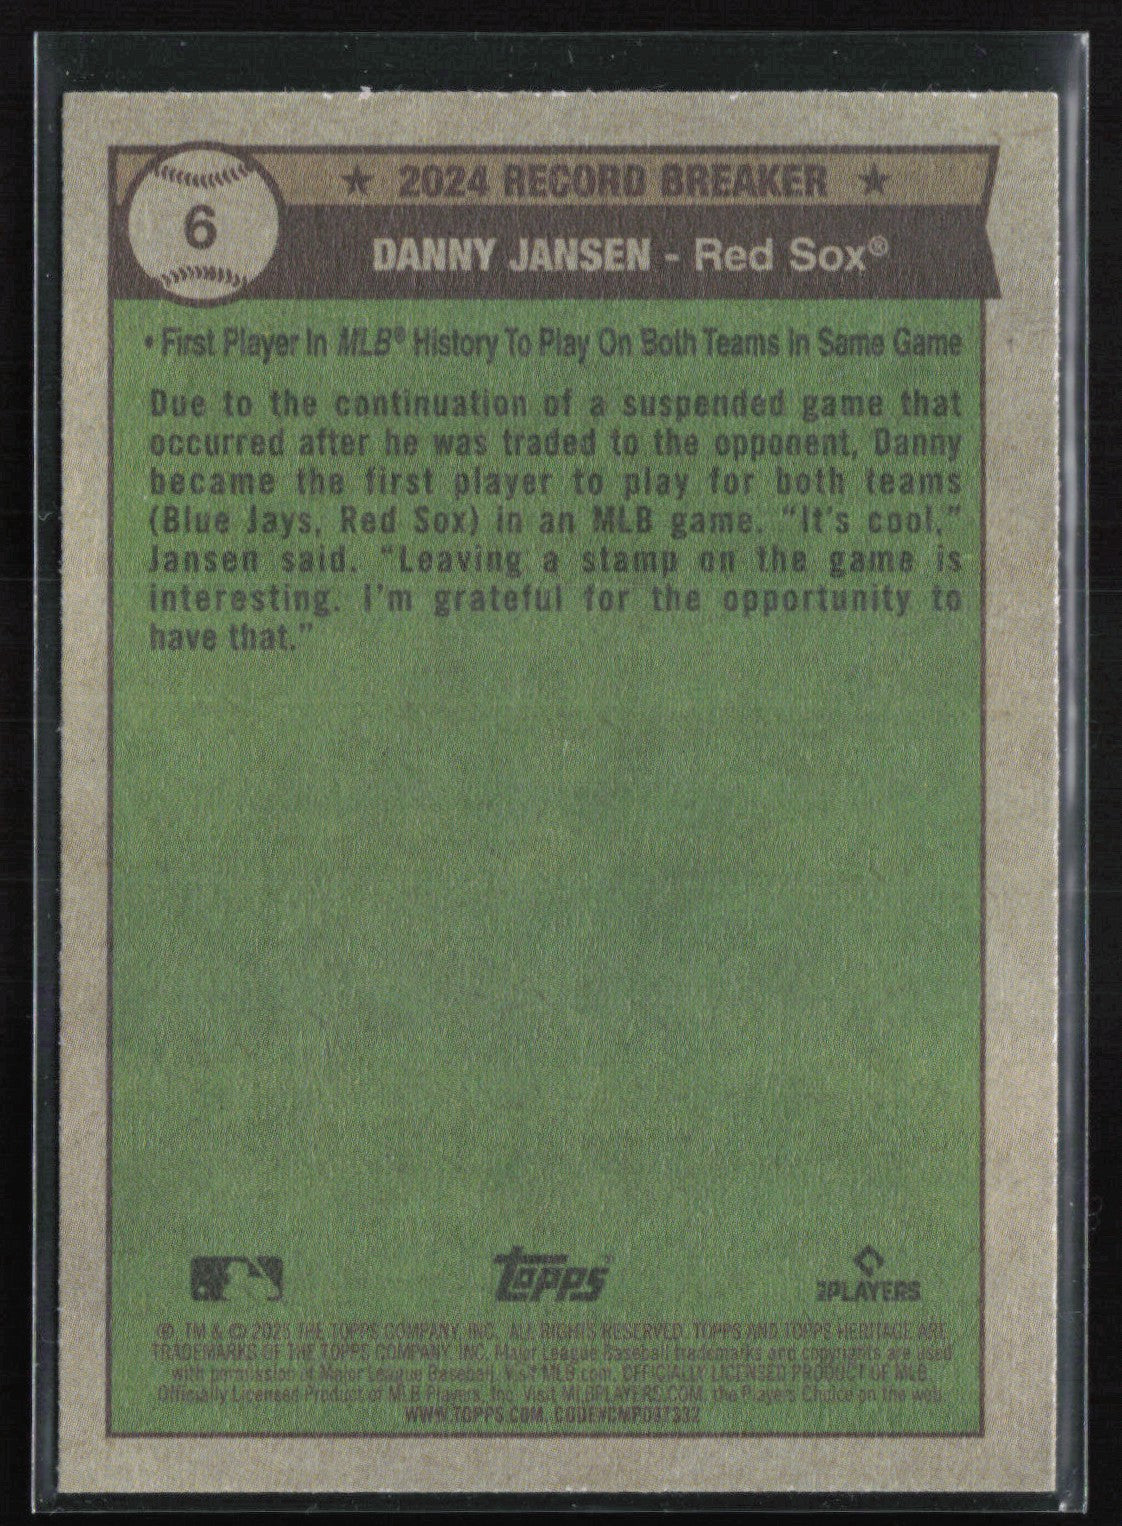 6
★ 2024 RECORD BREAKER ★
DANNY JANSEN - Red Sox®
• First Player In MLB® History To Play On Both Teams In Same Game
Due to the continuation of a suspended game that
occurred after he was traded to the opponent, Danny
became the first player to play for both teams
(Blue Jays, Red Sox) in an MLB game. “It's cool,”
Jansen said. “Leaving a stamp on the game is
interesting. I'm grateful for the opportunity to
have that.”
topps
PLAYERS
®, TM & © 2025 THE TOPPS COMPANY, INC. ALL RIGHTS RESERVED. TOPPS AND TOPPS HERITAGE ARE
TRADEMARKS OF THE TOPPS COMPANY, INC. Major League Baseball trademarks and copyrights are used
with permission of Major League Baseball. Visit MLB.com. OFFICIALLY LICENSED PRODUCT OF MLB
Officially Licensed Product of MLB Players, Inc. Visit MLBPLAYERS.COM, the Players Choice on the web.
WWW.TOPPS.COM. CODE#CMP037332